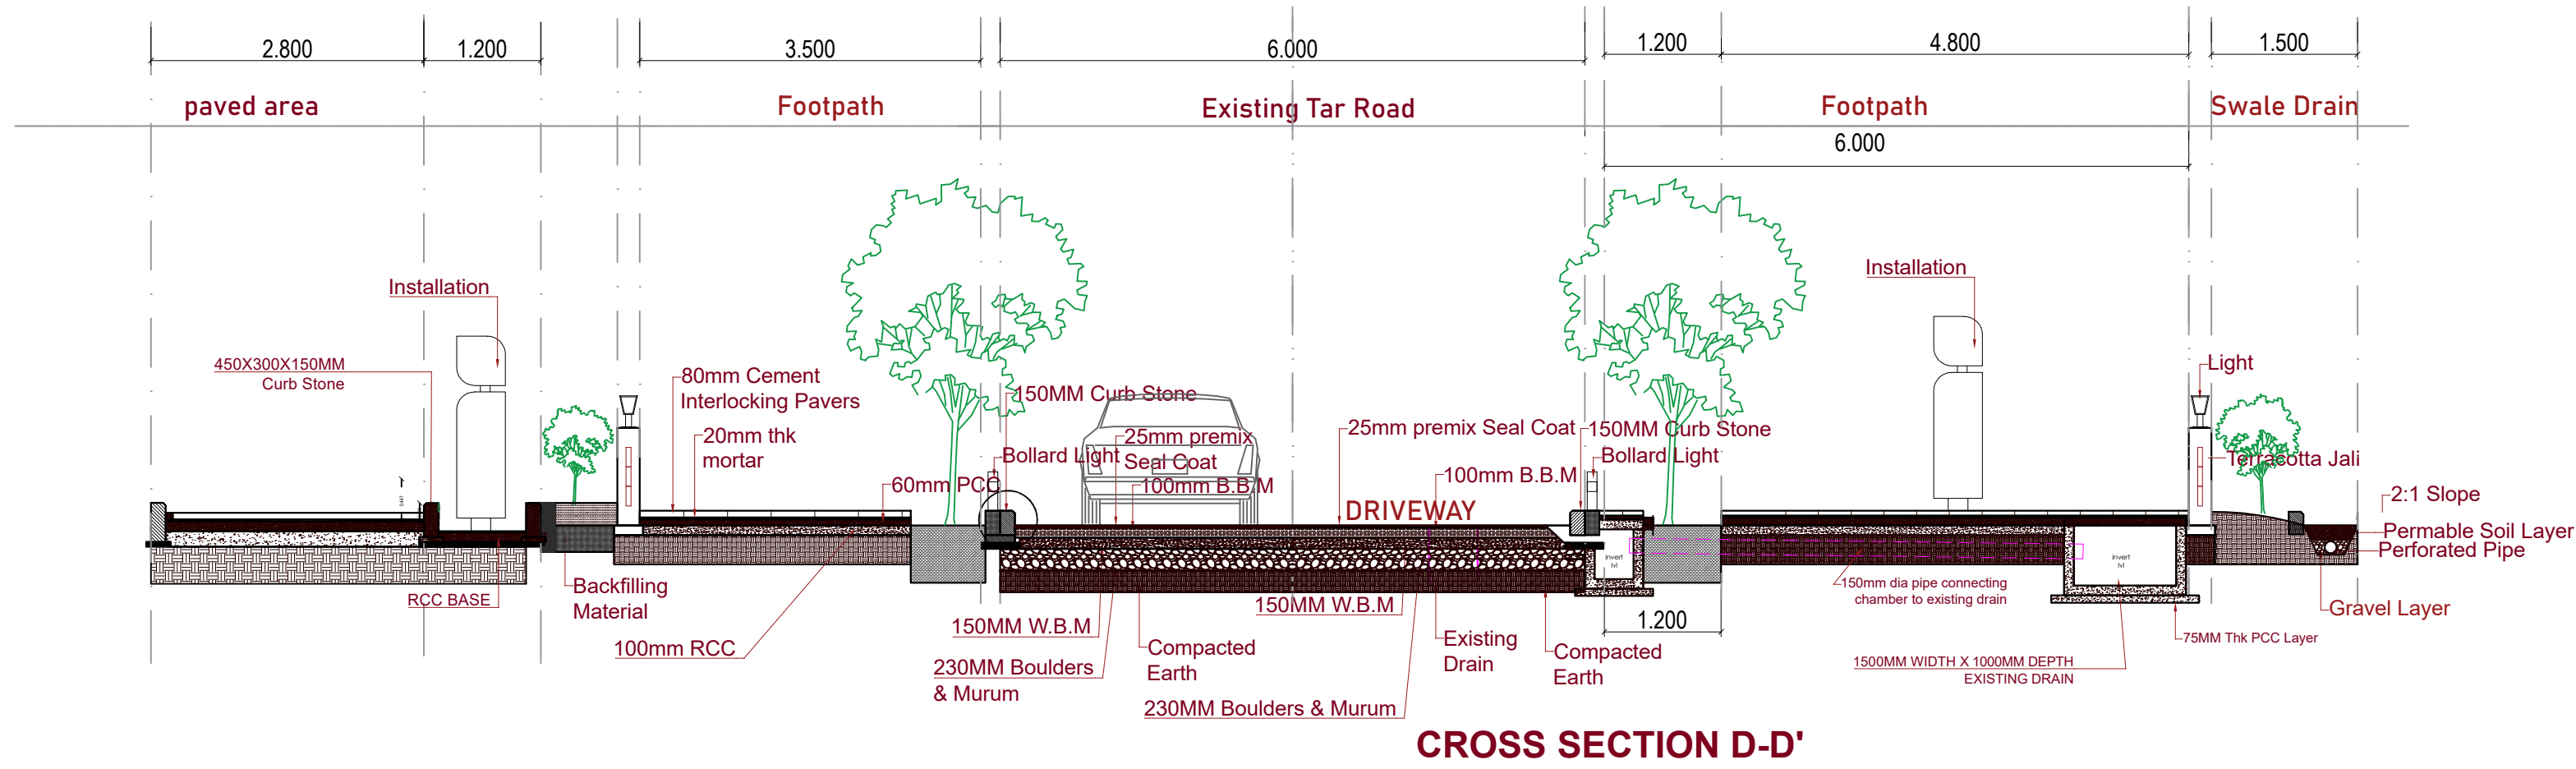 2.800
1.200
3.500
6.000
1.200
4.800
1.500
paved area
Footpath
Existing Tar Road
Footpath
Swale Drain
6.000
Installation
Installation
450X300X150MM
Curb Stone
80mm Cement
Interlocking Pavers
20mm thk
mortar
60mm PCC
150MM Curb Stone
25mm premix
Seal Coat
Bollard Light
100mm B.B.M
25mm premix Seal Coat
150MM Curb Stone
Bollard Light
100mm B.B.M
DRIVEWAY
Light
Terracotta Jali
2:1 Slope
Permable Soil Layer
Perforated Pipe
Gravel Layer
invert
lvl
invert
lvl
Backfilling
Material
RCC BASE
100mm RCC
150MM W.B.M
230MM Boulders
& Murum
Compacted
Earth
150MM W.B.M
230MM Boulders & Murum
Existing
Drain
Compacted
Earth
1.200
150mm dia pipe connecting
chamber to existing drain
1500MM WIDTH X 1000MM DEPTH
EXISTING DRAIN
75MM Thk PCC Layer
CROSS SECTION D-D'